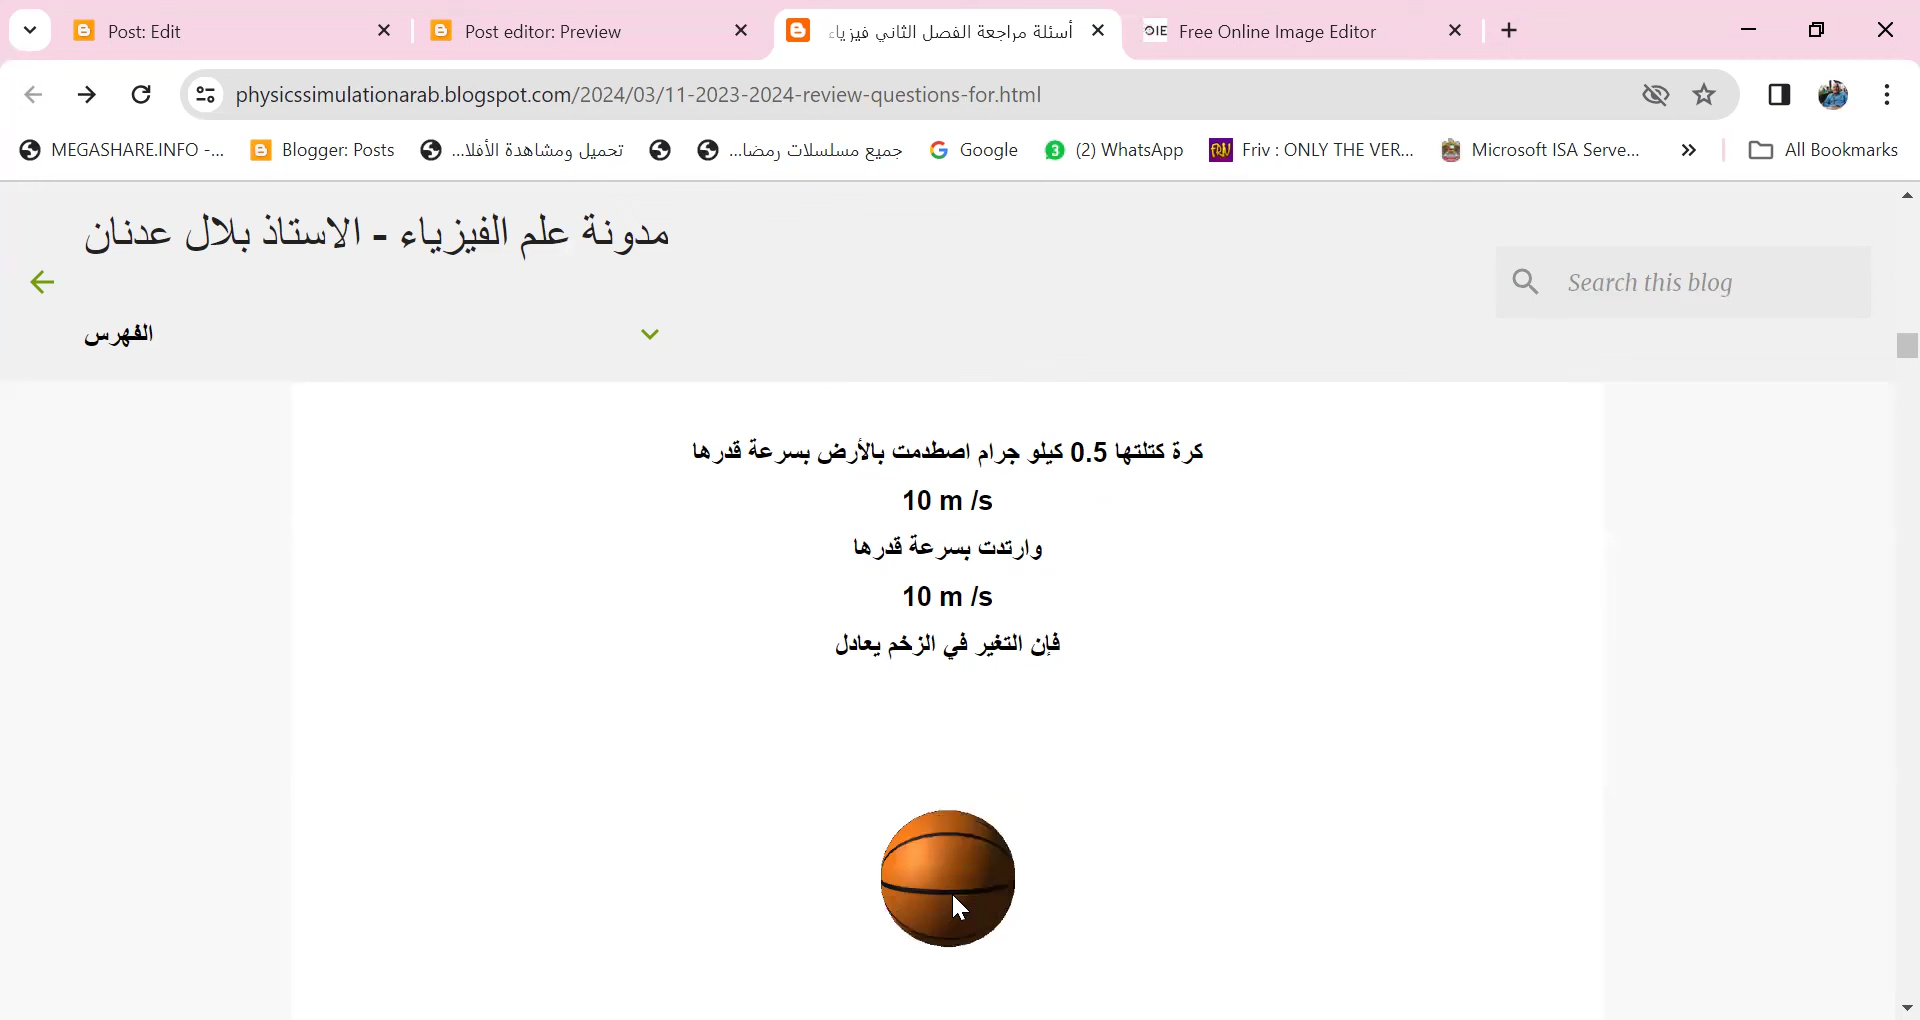 Post: Edit
Post editor: Preview
أسئلة مراجعة الفصل الثاني فيزياء
OIE Free Online Image Editor
physicssimulationarab.blogspot.com/2024/03/11-2023-2024-review-questions-for.html
MEGASHARE.INFO -...
Blogger: Posts
تحميل ومشاهدة الأفلا...
جميع مسلسلات رمضا...
Google
3 (2) WhatsApp
FRIV Friv : ONLY THE VER...
Microsoft ISA Serve...
All Bookmarks
مدونة علم الفيزياء - الاستاذ بلال عدنان
Search this blog
الفهرس
كرة كتلتها 0.5 كيلو جرام اصطدمت بالأرض بسرعة قدرها
10 m /s
وارتدت بسرعة قدرها
10 m /s
فإن التغير في الزخم يعادل